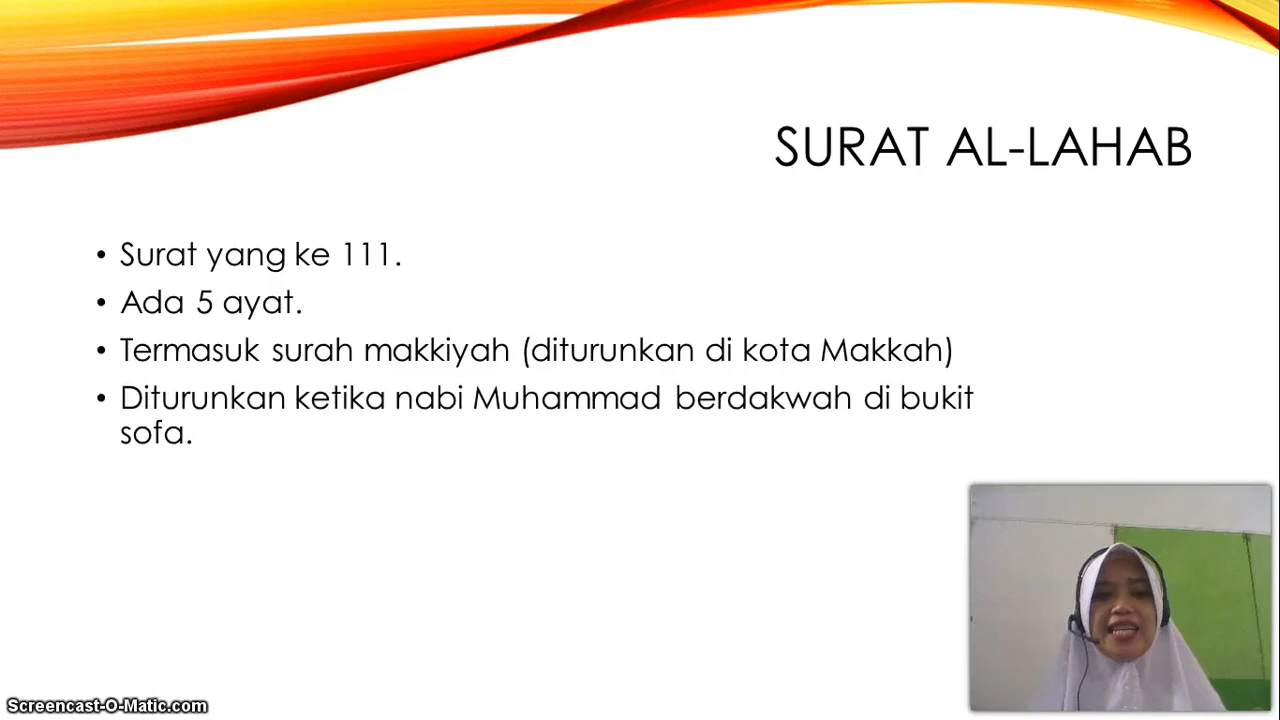 SURAT AL-LAHAB
• Surat yang ke 111.
• Ada 5 ayat.
• Termasuk surah makkiyah (diturunkan di kota Makkah)
• Diturunkan ketika nabi Muhammad berdakwah di bukit
sofa.
Screencast-O-Matic.com